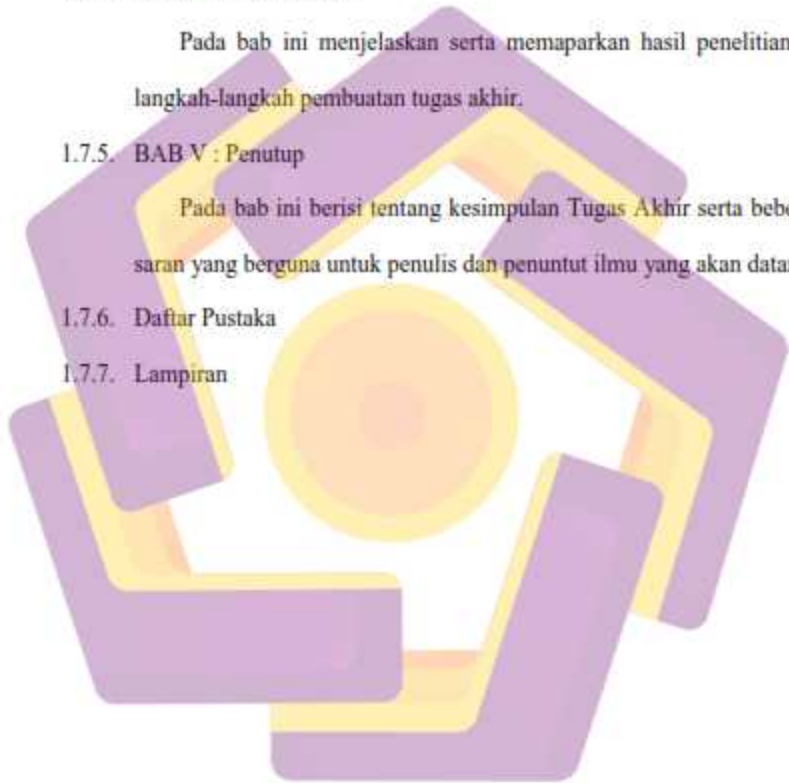 Pada bab ini menjelaskan serta memaparkan hasil penelitian
langkah-langkah pembuatan tugas akhir.
1.7.5. BAB V : Penutup
Pada bab ini berisi tentang kesimpulan Tugas Akhir serta bebe
saran yang berguna untuk penulis dan penuntut ilmu yang akan datan
1.7.6. Daftar Pustaka
1.7.7. Lampiran